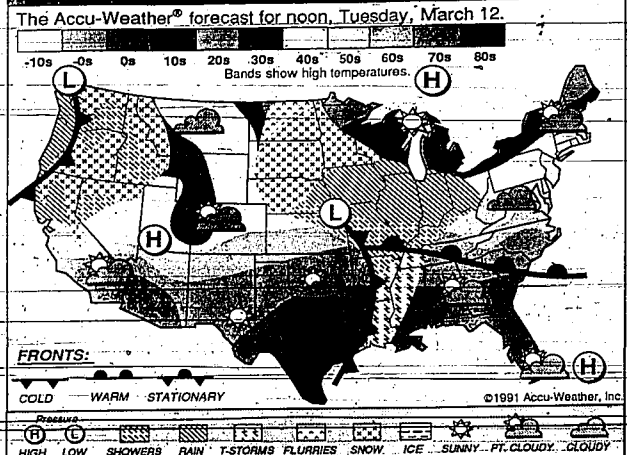 The Accu-Weather® forecast for noon, Tuesday, March 12.
-10s -0s 0s 10s 20s 30s 40s 50s 60s 70s 80s
Bands show high temperatures.
L
H
L
H
H
FRONTS:
COLD WARM STATIONARY
©1991 Accu-Weather, Inc.
Pressure
H L
HIGH LOW SHOWERS RAIN T-STORMS FLURRIES SNOW ICE SUNNY PT. CLOUDY CLOUDY